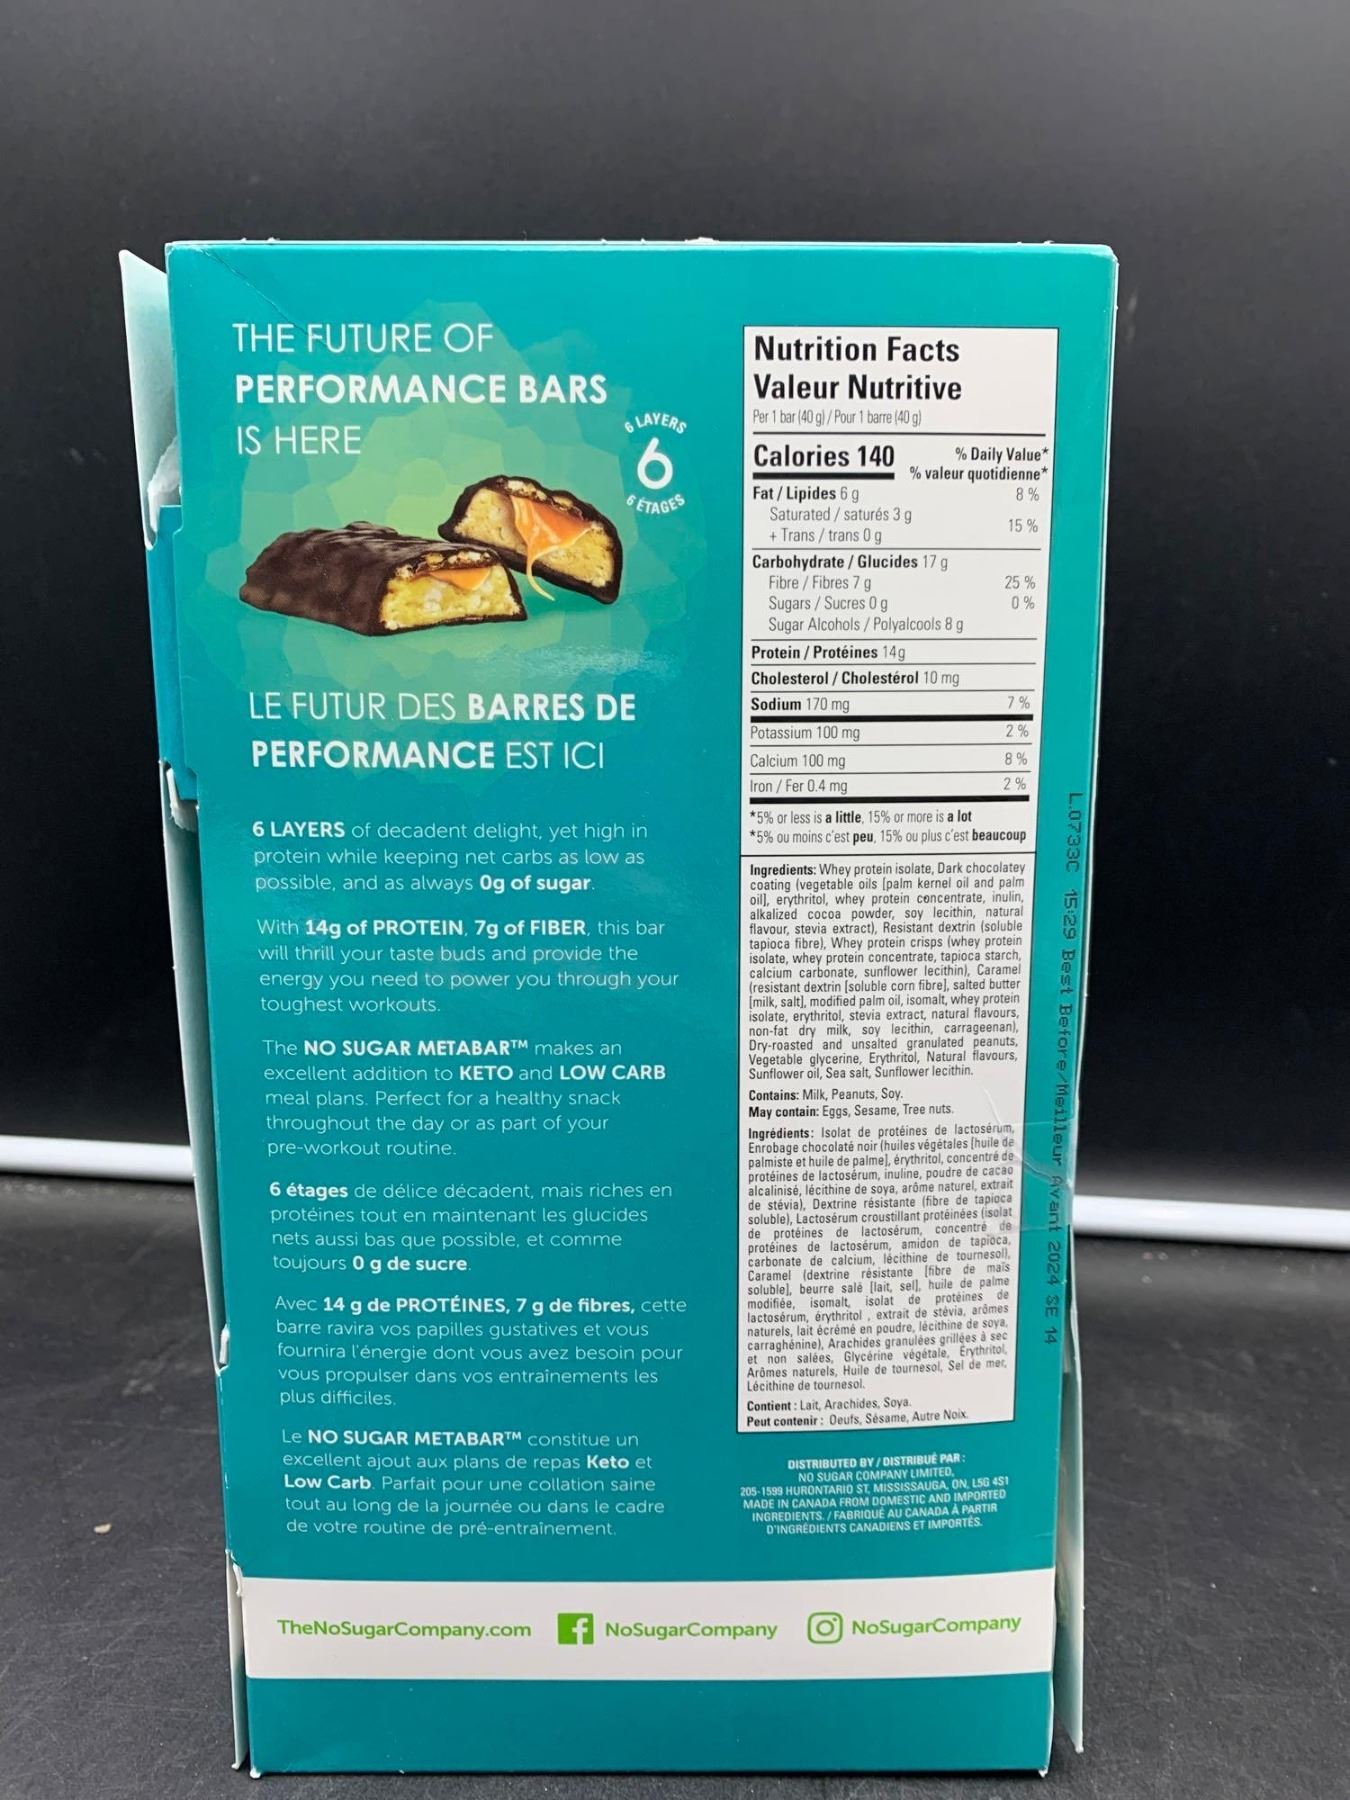 THE FUTURE OF
PERFORMANCE BARS
IS HERE
6 LAYERS
6
6 ÉTAGES
LE FUTUR DES BARRES DE
PERFORMANCE EST ICI
6 LAYERS of decadent delight, yet high in
protein while keeping net carbs as low as
possible, and as always 0g of sugar.
With 14g of PROTEIN, 7g of FIBER, this bar
will thrill your taste buds and provide the
energy you need to power you through your
toughest workouts.
The NO SUGAR METABAR™ makes an
excellent addition to KETO and LOW CARB
meal plans. Perfect for a healthy snack
throughout the day or as part of your
pre-workout routine.
6 étages de délice décadent, mais riches en
protéines tout en maintenant les glucides
nets aussi bas que possible, et comme
toujours 0 g de sucre.
Avec 14 g de PROTÉINES, 7 g de fibres, cette
barre ravira vos papilles gustatives et vous
fournira l'énergie dont vous avez besoin pour
vous propulser dans vos entraînements les
plus difficiles.
Le NO SUGAR METABAR™ constitue un
excellent ajout aux plans de repas Keto et
Low Carb. Parfait pour une collation saine
tout au long de la journée ou dans le cadre
de votre routine de pré-entraînement.
Nutrition Facts
Valeur Nutritive
Per 1 bar (40 g) / Pour 1 barre (40 g)
Calories 140 % Daily Value*
% valeur quotidienne*
Fat / Lipides 6 g 8 %
Saturated / saturés 3 g
+ Trans / trans 0 g 15 %
Carbohydrate / Glucides 17 g
Fibre / Fibres 7 g 25 %
Sugars / Sucres 0 g 0 %
Sugar Alcohols / Polyalcools 8 g
Protein / Protéines 14g
Cholesterol / Cholestérol 10 mg
Sodium 170 mg 7 %
Potassium 100 mg 2 %
Calcium 100 mg 8 %
Iron / Fer 0.4 mg 2 %
*5% or less is a little, 15% or more is a lot
*5% ou moins c'est peu, 15% ou plus c'est beaucoup
Ingredients: Whey protein isolate, Dark chocolatey
coating (vegetable oils [palm kernel oil and palm
oil], erythritol, whey protein concentrate, inulin,
alkalized cocoa powder, soy lecithin, natural
flavour, stevia extract), Resistant dextrin (soluble
tapioca fibre), Whey protein crisps (whey protein
isolate, whey protein concentrate, tapioca starch,
calcium carbonate, sunflower lecithin), Caramel
(resistant dextrin [soluble corn fibre], salted butter
[milk, salt], modified palm oil, isomalt, whey protein
isolate, erythritol, stevia extract, natural flavours,
non-fat dry milk, soy lecithin, carrageenan),
Dry-roasted and unsalted granulated peanuts,
Vegetable glycerine, Erythritol, Natural flavours,
Sunflower oil, Sea salt, Sunflower lecithin.
Contains: Milk, Peanuts, Soy.
May contain: Eggs, Sesame, Tree nuts.
Ingrédients: Isolat de protéines de lactosérum,
Enrobage chocolaté noir (huiles végétales [huile de
palmiste et huile de palme], érythritol, concentré de
protéines de lactosérum, inuline, poudre de cacao
alcalinisé, lécithine de soya, arôme naturel, extrait
de stévia), Dextrine résistante (fibre de tapioca
soluble), Lactosérum croustillant protéinées (isolat
de protéines de lactosérum, concentré de
protéines de lactosérum, amidon de tapioca,
carbonate de calcium, lécithine de tournesol),
Caramel (dextrine résistante [fibre de maïs
soluble], beurre salé [lait, sel], huile de palme
modifiée, isomalt, isolat de protéines de
lactosérum, érythritol , extrait de stévia, arômes
naturels, lait écrémé en poudre, lécithine de soya,
carraghénine), Arachides granulées grillées à sec
et non salées, Glycérine végétale, Érythritol,
Arômes naturels, Huile de tournesol, Sel de mer,
Lécithine de tournesol.
Contient : Lait, Arachides, Soya.
Peut contenir : Oeufs, Sésame, Autre Noix.
L.0733C 15:29 Best Before/Meilleur Avant 2024 SE 14
DISTRIBUTED BY / DISTRIBUÉ PAR :
NO SUGAR COMPANY LIMITED,
205-1599 HURONTARIO ST, MISSISSAUGA, ON, L5G 4S1
MADE IN CANADA FROM DOMESTIC AND IMPORTED
INGREDIENTS. / FABRIQUÉ AU CANADA À PARTIR
D'INGRÉDIENTS CANADIENS ET IMPORTÉS.
TheNoSugarCompany.com NoSugarCompany NoSugarCompany